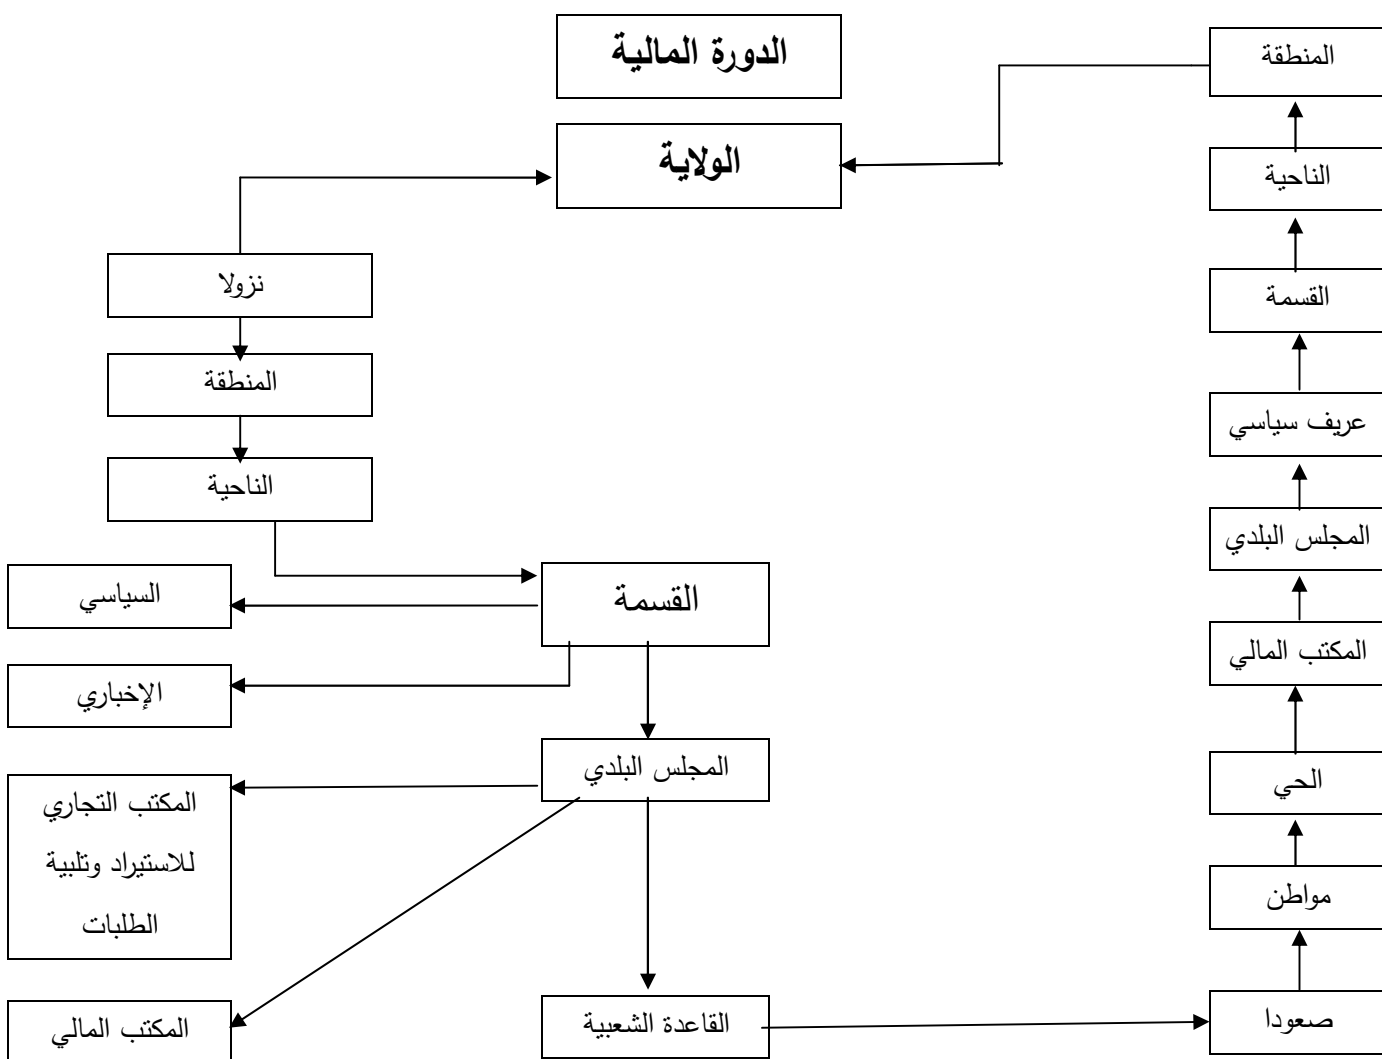 الدورة المالية
الولاية
المنطقة
الناحية
القسمة
عريف سياسي
المجلس البلدي
المكتب المالي
الحي
مواطن
صعودا
نزولا
المنطقة
الناحية
القسمة
السياسي
الإخباري
المجلس البلدي
المكتب التجاري
للاستيراد وتلبية
الطلبات
المكتب المالي
القاعدة الشعبية